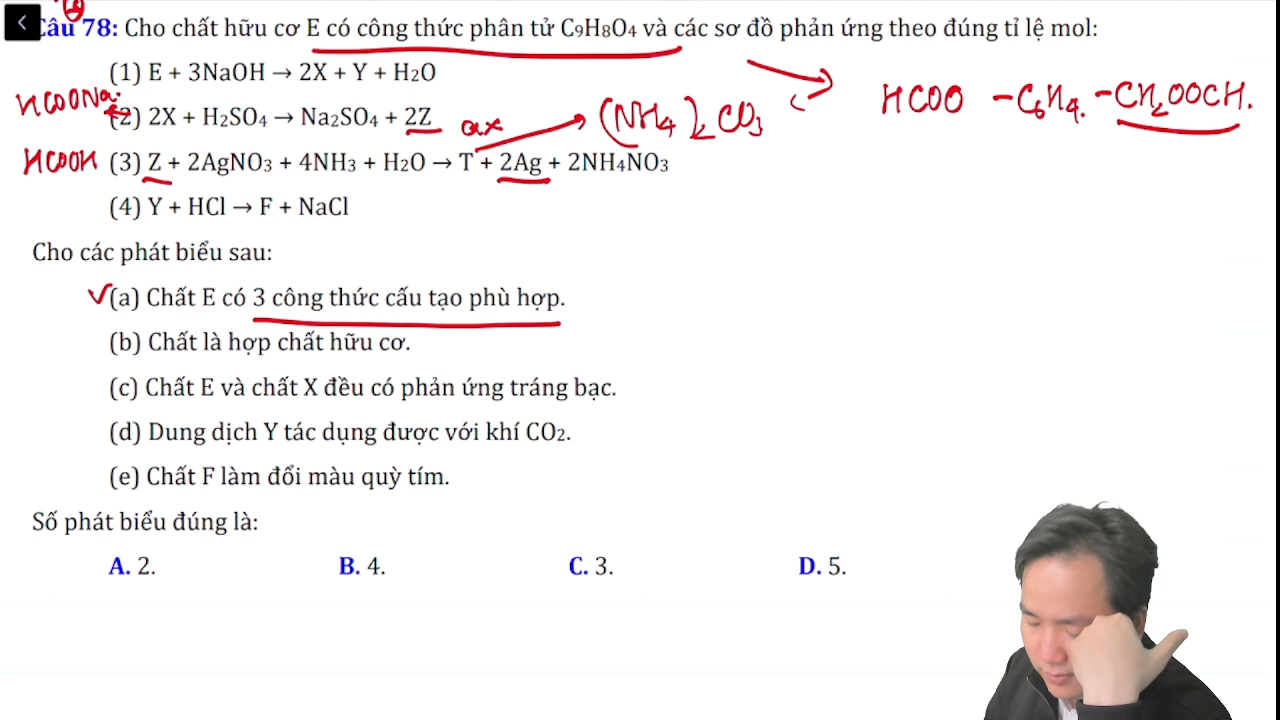 Câu 78: Cho chất hữu cơ E có công thức phân tử C₉H₈O₄ và các sơ đồ phản ứng theo đúng tỉ lệ mol:
(1) E + 3NaOH → 2X + Y + H₂O
HCOONa.
(2) 2X + H₂SO₄ → Na₂SO₄ + 2Z
ax → (NH₄)₂CO₃
HCOO – C₆H₄. – CH₂OOCH.
HCOOH
(3) Z + 2AgNO₃ + 4NH₃ + H₂O → T + 2Ag + 2NH₄NO₃
(4) Y + HCl → F + NaCl
Cho các phát biểu sau:
(a) Chất E có 3 công thức cấu tạo phù hợp.
(b) Chất là hợp chất hữu cơ.
(c) Chất E và chất X đều có phản ứng tráng bạc.
(d) Dung dịch Y tác dụng được với khí CO₂.
(e) Chất F làm đổi màu quỳ tím.
Số phát biểu đúng là:
A. 2. B. 4. C. 3. D. 5.